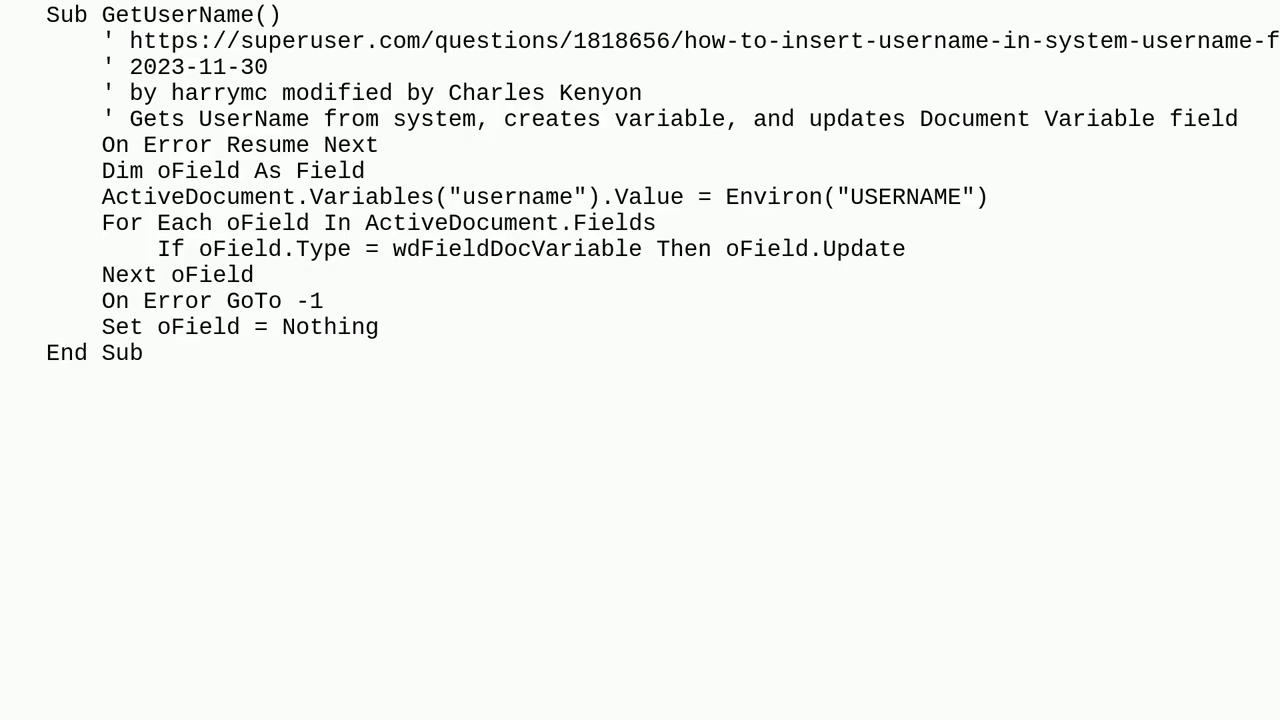 Sub GetUserName()
' https://superuser.com/questions/1818656/how-to-insert-username-in-system-username-f
' 2023-11-30
' by harrymc modified by Charles Kenyon
' Gets UserName from system, creates variable, and updates Document Variable field
On Error Resume Next
Dim oField As Field
ActiveDocument.Variables("username").Value = Environ("USERNAME")
For Each oField In ActiveDocument.Fields
If oField.Type = wdFieldDocVariable Then oField.Update
Next oField
On Error GoTo -1
Set oField = Nothing
End Sub